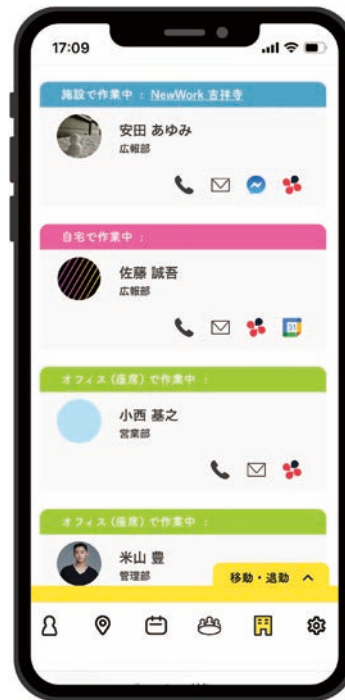 17:09
施設で作業中 : NewWork 吉祥寺
安田 あゆみ
広報部
自宅で作業中 :
佐藤 誠吾
広報部
31
オフィス (座席) で作業中 :
小西 基之
営業部
オフィス (座席) で作業中 :
米山 豊
管理部
移動・退勤